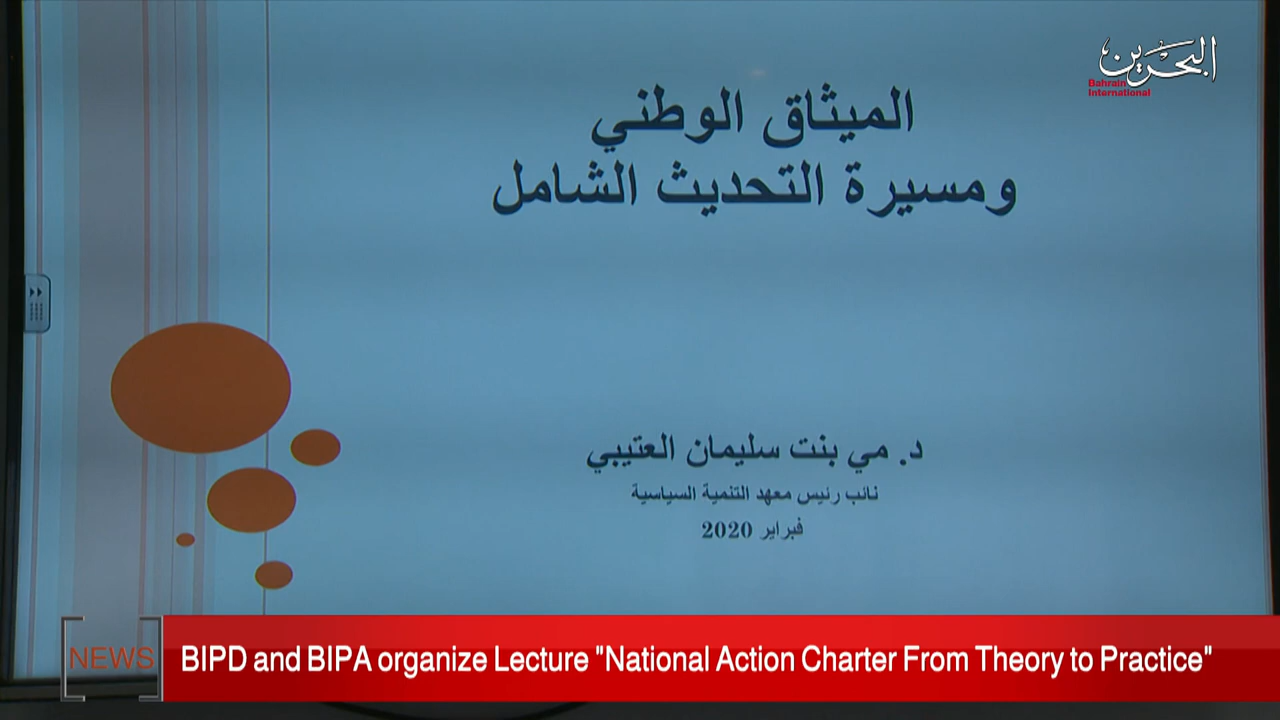 البحرين
Bahrain
International
الميثاق الوطني
ومسيرة التحديث الشامل
د. مي بنت سليمان العتيبي
نائب رئيس معهد التنمية السياسية
فبراير 2020
NEWS
BIPD and BIPA organize Lecture "National Action Charter From Theory to Practice"